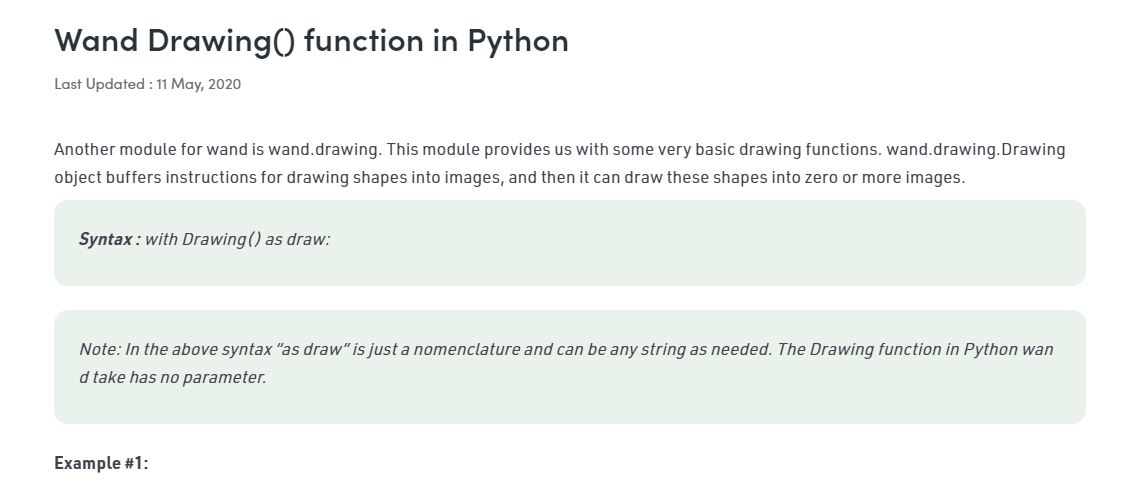 Wand Drawing() function in Python
Last Updated : 11 May, 2020
Another module for wand is wand.drawing. This module provides us with some very basic drawing functions. wand.drawing.Drawing
object buffers instructions for drawing shapes into images, and then it can draw these shapes into zero or more images.
Syntax : with Drawing() as draw:
Note: In the above syntax “as draw” is just a nomenclature and can be any string as needed. The Drawing function in Python wan
d take has no parameter.
Example #1: